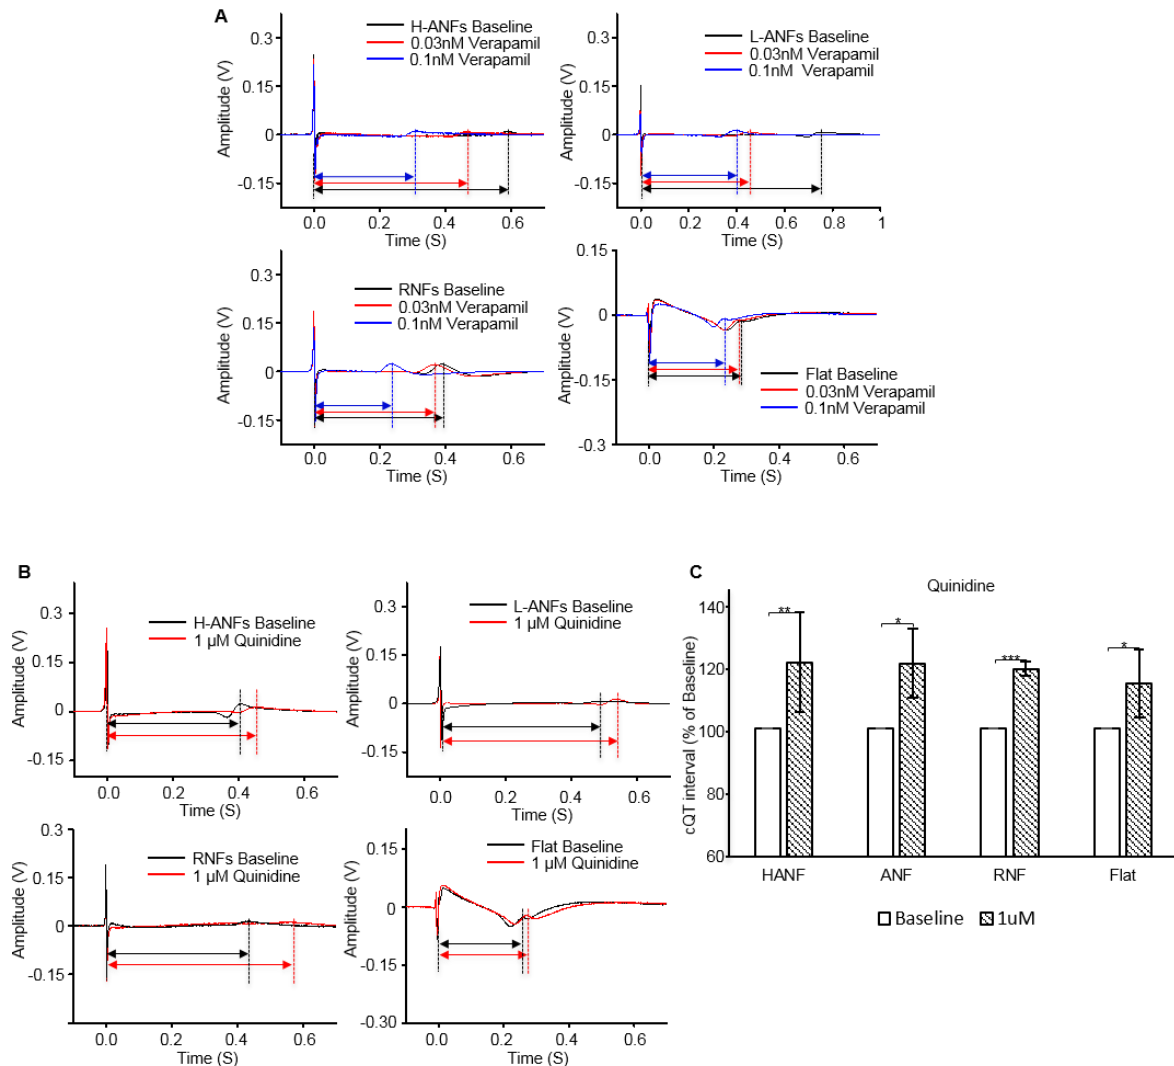 A
H-ANFs Baseline
0.03nM Verapamil
0.1nM Verapamil
Amplitude (V)
0.3
0.15
0
-0.15
0.0 0.2 0.4 0.6
Time (S)
L-ANFs Baseline
0.03nM Verapamil
0.1nM Verapamil
Amplitude (V)
0.3
0.15
0
-0.15
0.0 0.2 0.4 0.6 0.8 1
Time (S)
RNFs Baseline
0.03nM Verapamil
0.1nM Verapamil
Amplitude (V)
0.3
0.15
0
-0.15
0.0 0.2 0.4 0.6
Time (S)
Flat Baseline
0.03nM Verapamil
0.1nM Verapamil
Amplitude (V)
0.15
0
-0.15
-0.3
0.0 0.2 0.4 0.6
Time (S)
B
H-ANFs Baseline
1 µM Quinidine
Amplitude (V)
0.3
0.15
0
-0.15
0.0 0.2 0.4 0.6
Time (S)
L-ANFs Baseline
1 µM Quinidine
Amplitude (V)
0.3
0.15
0
-0.15
0.0 0.2 0.4 0.6
Time (S)
RNFs Baseline
1 µM Quinidine
Amplitude (V)
0.3
0.15
0
-0.15
0.0 0.2 0.4 0.6
Time (S)
Flat Baseline
1 µM Quinidine
Amplitude (V)
0.15
0.00
-0.15
-0.30
0.0 0.2 0.4 0.6
Time (S)
C
Quinidine
cQT interval (% of Baseline)
140
120
100
80
60
** * *** *
HANF ANF RNF Flat
Baseline 1uM